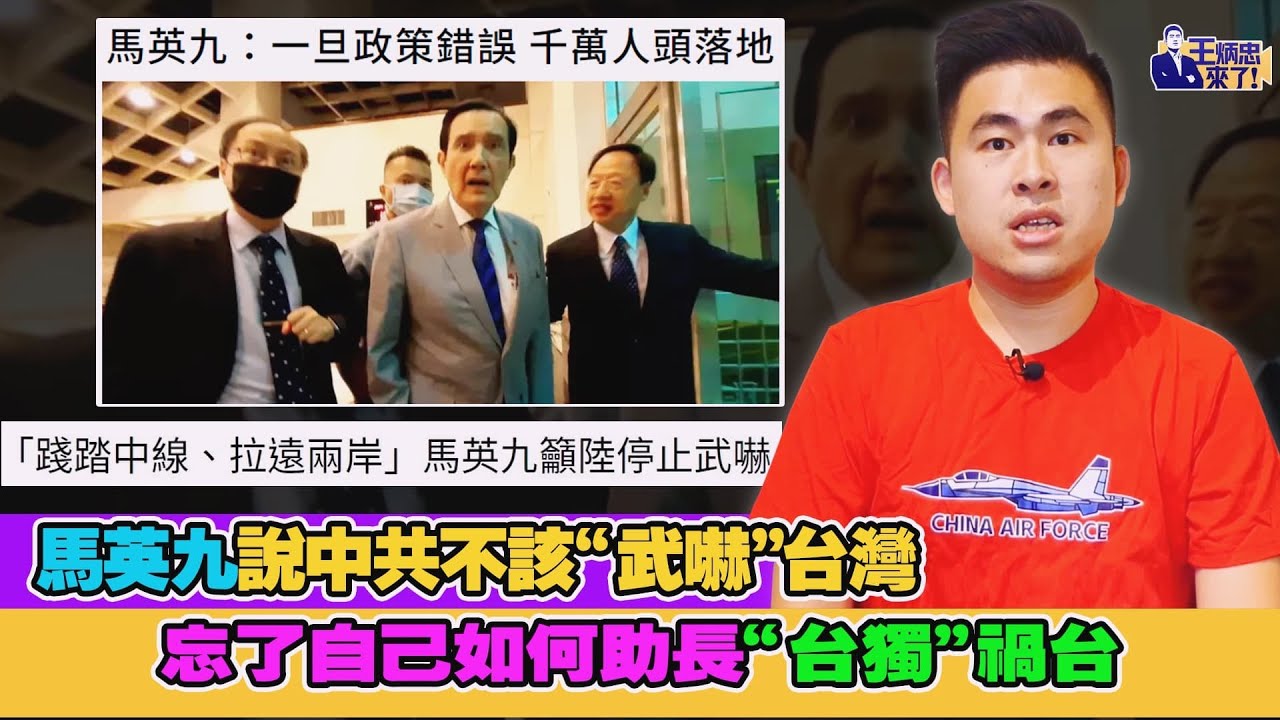 馬英九：一旦政策錯誤 千萬人頭落地
王炳忠
來了!
「踐踏中線、拉遠兩岸」馬英九籲陸停止武嚇
CHINA AIR FORCE
馬英九說中共不該“武嚇”台灣
忘了自己如何助長“台獨”禍台